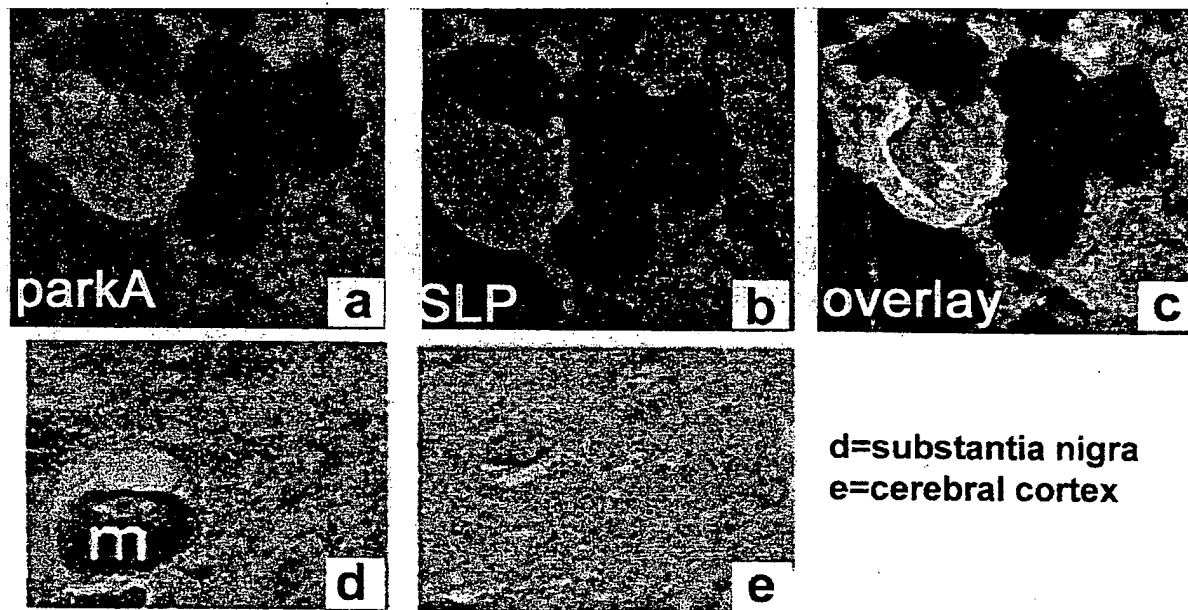 parkA
a
SLP
b
overlay
c
m
d
e
d=substantia nigra
e=cerebral cortex